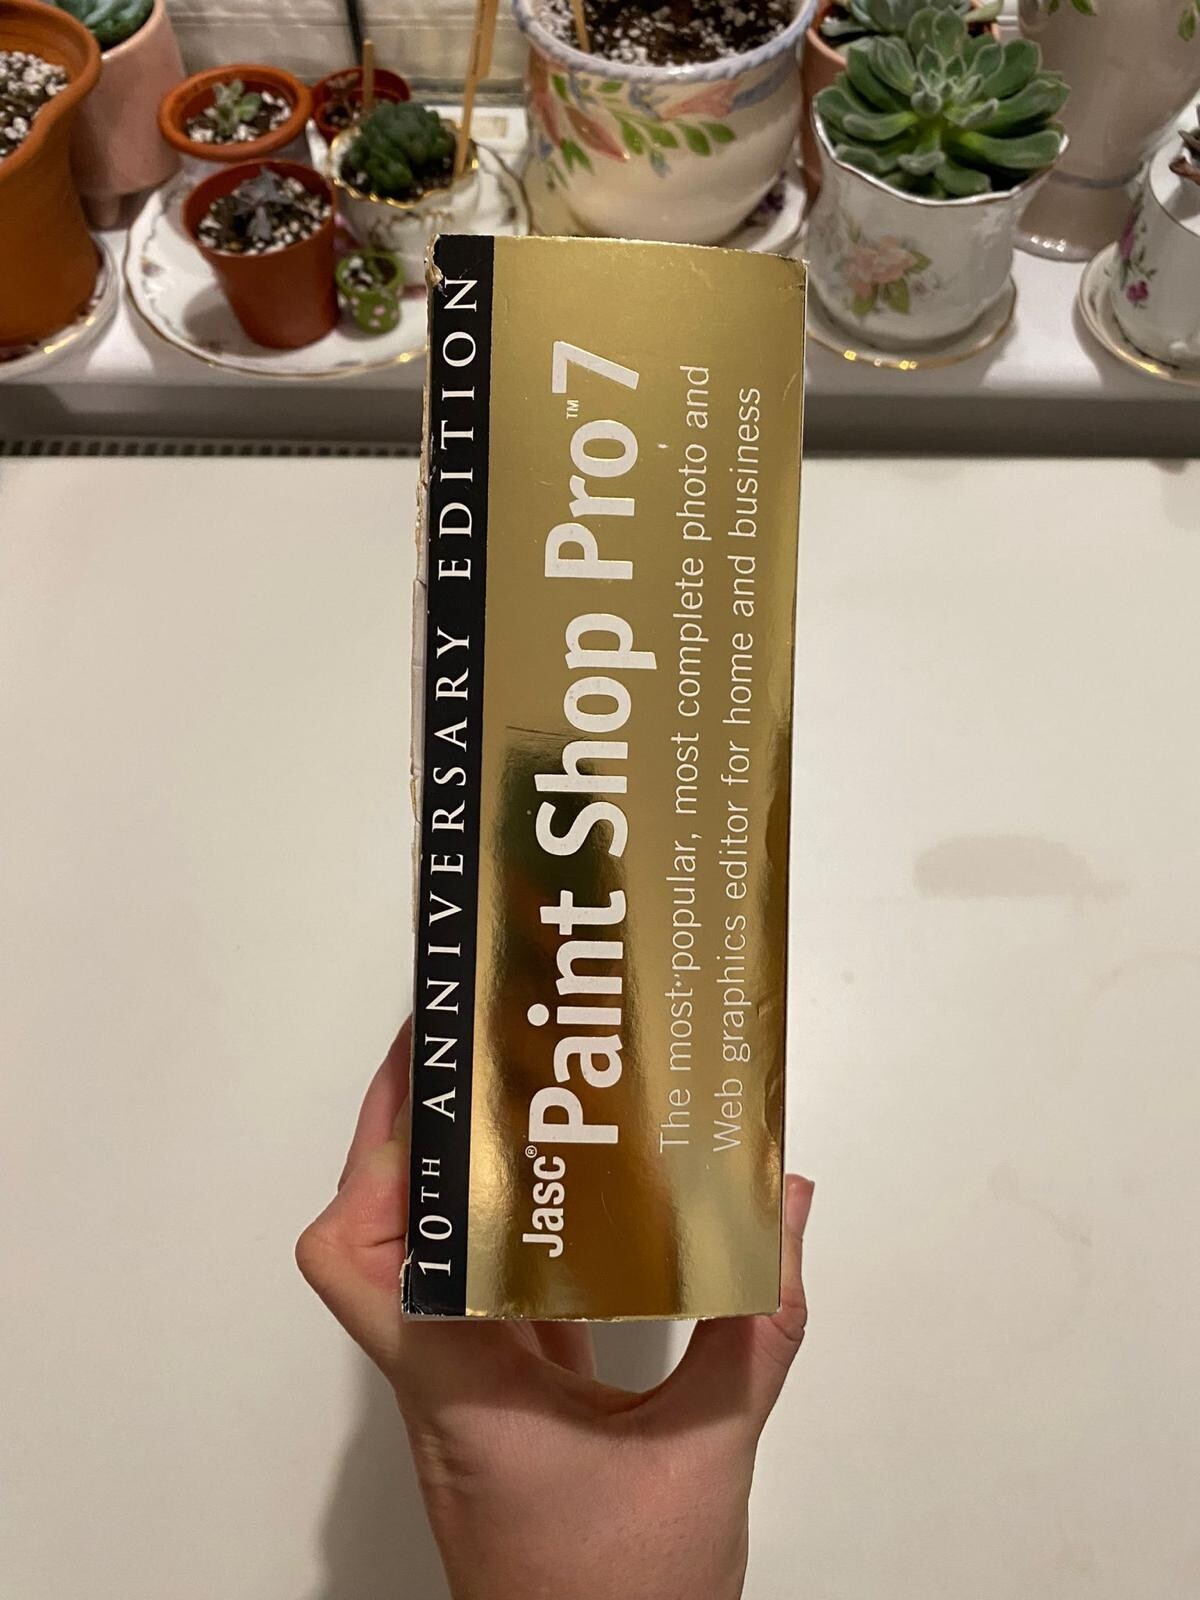 10TH ANNIVERSARY EDITION
Jasc® Paint Shop Pro™ 7
The most popular, most complete photo and
Web graphics editor for home and business